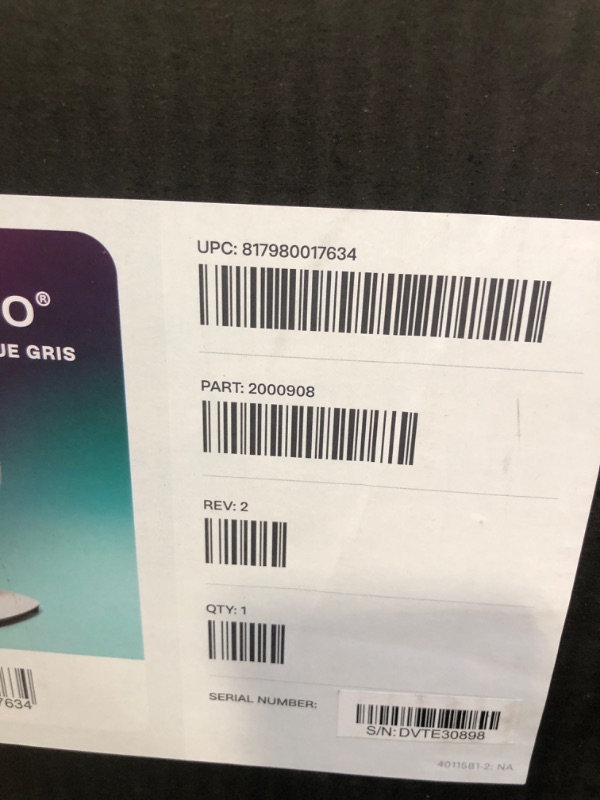 O®
UE GRIS
7634
UPC: 817980017634
PART: 2000908
REV: 2
QTY: 1
SERIAL NUMBER:
S/N: DVTE30898
4011581-2: NA